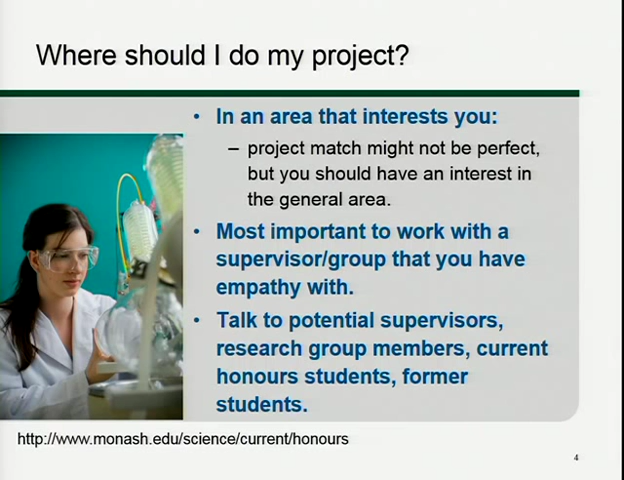 Where should I do my project?
• In an area that interests you:
– project match might not be perfect,
but you should have an interest in
the general area.
• Most important to work with a
supervisor/group that you have
empathy with.
• Talk to potential supervisors,
research group members, current
honours students, former
students.
http://www.monash.edu/science/current/honours
4